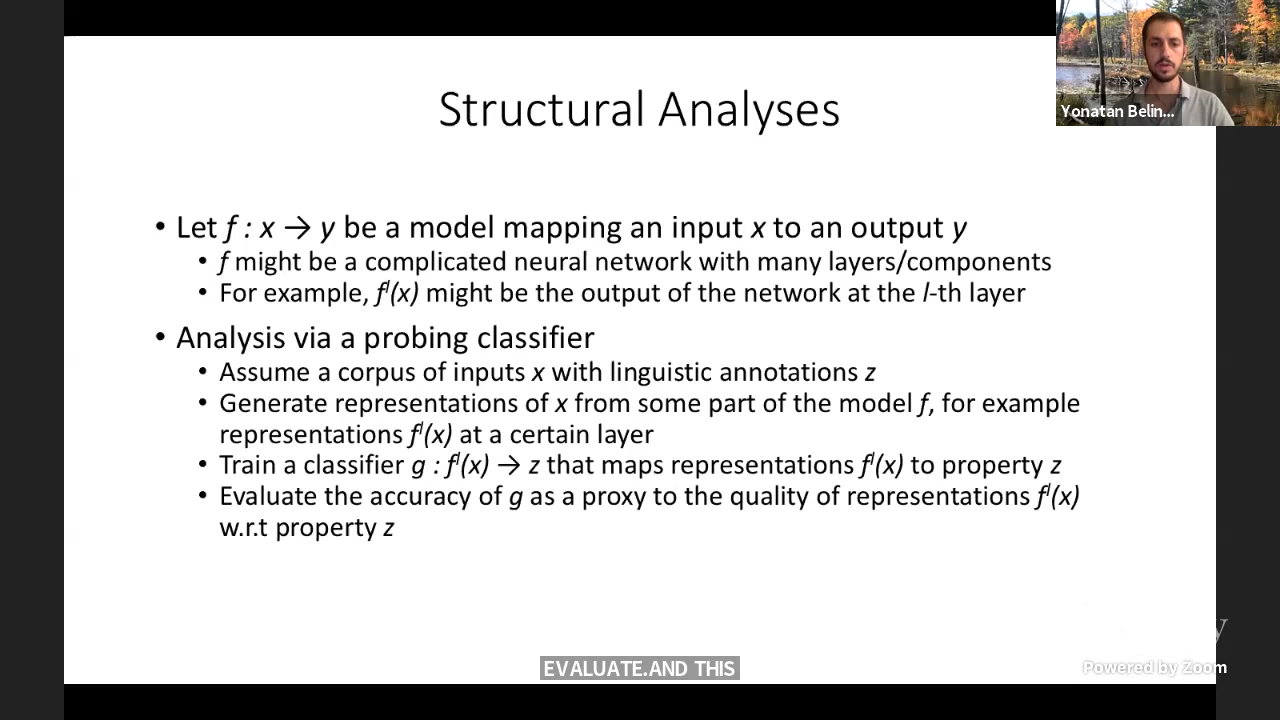 Structural Analyses
Yonatan Belin...
• Let f : x → y be a model mapping an input x to an output y
• f might be a complicated neural network with many layers/components
• For example, fˡ(x) might be the output of the network at the l-th layer
• Analysis via a probing classifier
• Assume a corpus of inputs x with linguistic annotations z
• Generate representations of x from some part of the model f, for example
representations fˡ(x) at a certain layer
• Train a classifier g : fˡ(x) → z that maps representations fˡ(x) to property z
• Evaluate the accuracy of g as a proxy to the quality of representations fˡ(x)
w.r.t property z
EVALUATE.AND THIS
Powered by Zoom